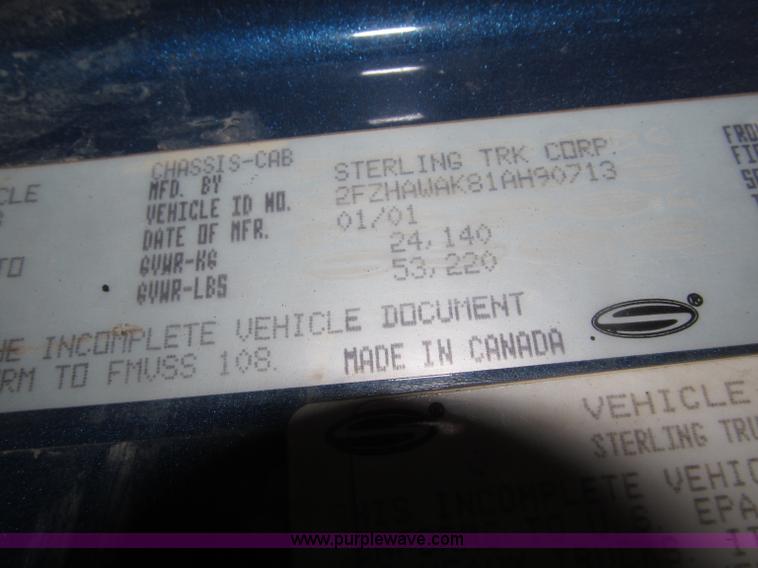 CHASSIS-CAB
MFD. BY STERLING TRK CORP.
VEHICLE ID NO. 2FZHAWAK81AH90713
DATE OF MFR. 01/01
GVWR-KG 24,140
GVWR-LBS 53,220
INCOMPLETE VEHICLE DOCUMENT
TO FMVSS 108. MADE IN CANADA
®
VEHICLE
STERLING TRU
INCOMPLETE VEHIC
EPA
www.purplewave.com